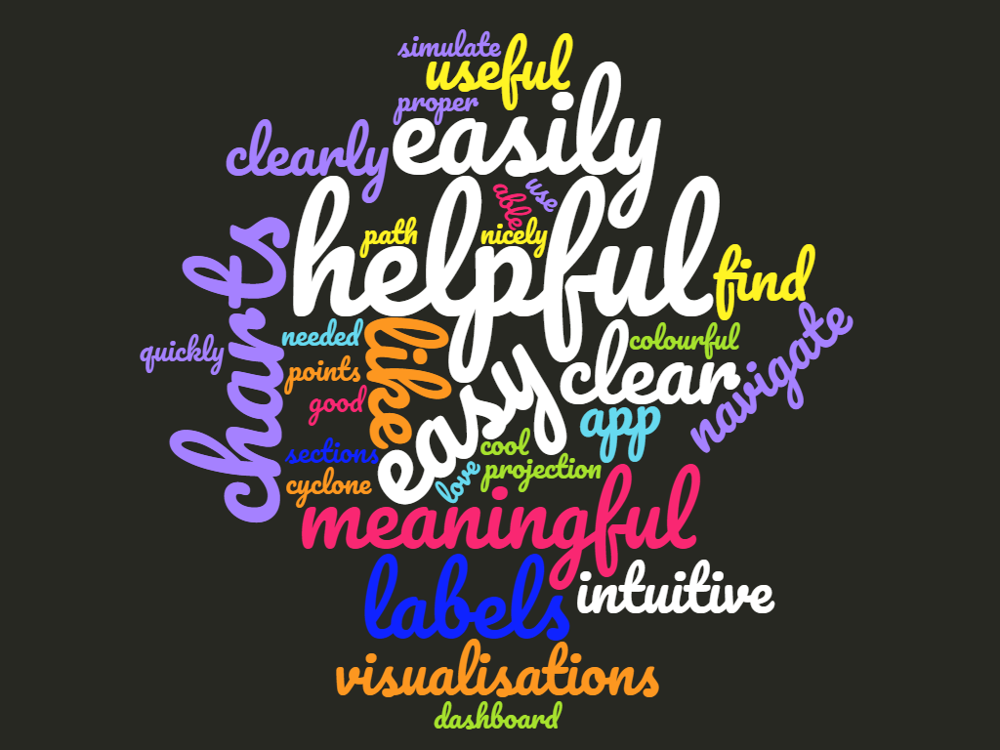 simulate
useful
proper
easily
clearly
able
use
helpful
path
nicely
charts
find
navigate
needed
like
colourful
quickly
clear
points
easy
good
app
sections
cool
cyclone
love
projection
meaningful
labels
intuitive
visualisations
dashboard